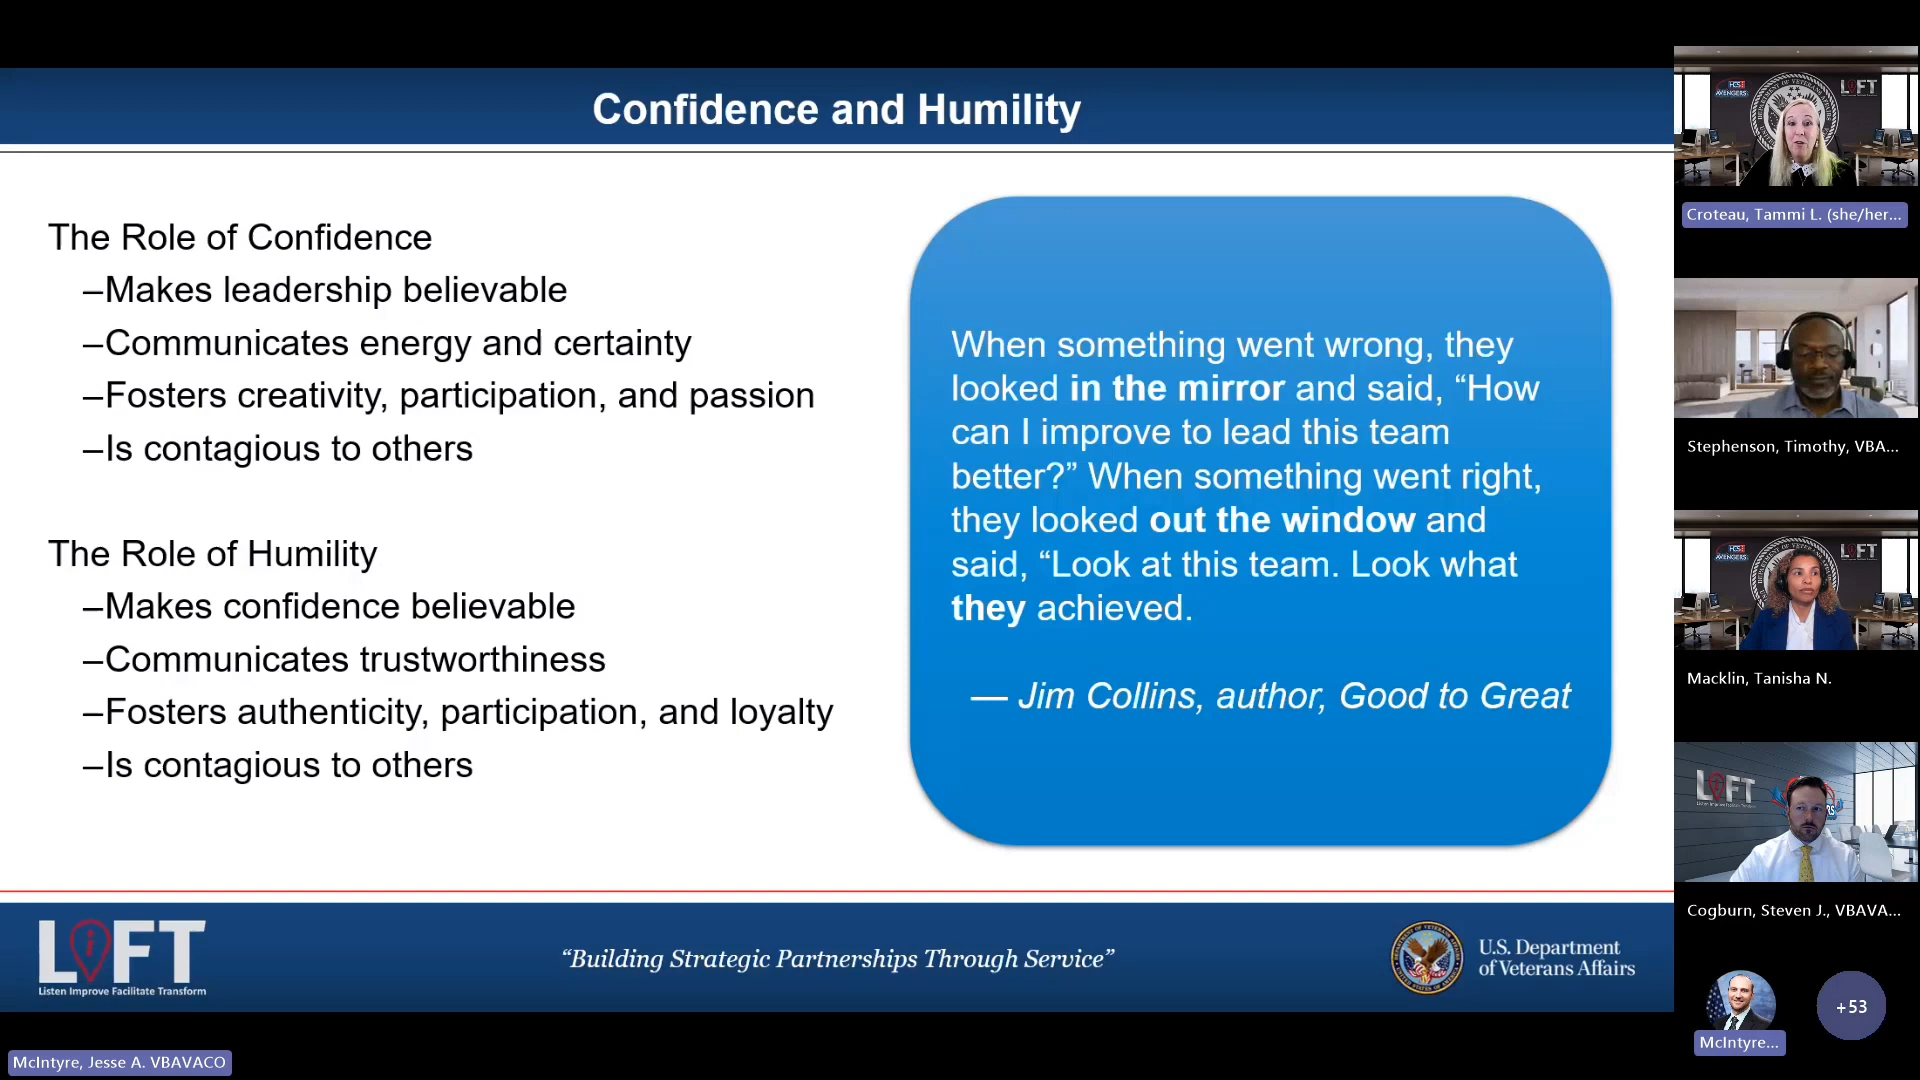 Confidence and Humility
The Role of Confidence
–Makes leadership believable
–Communicates energy and certainty
–Fosters creativity, participation, and passion
–Is contagious to others
The Role of Humility
–Makes confidence believable
–Communicates trustworthiness
–Fosters authenticity, participation, and loyalty
–Is contagious to others
When something went wrong, they
looked in the mirror and said, “How
can I improve to lead this team
better?” When something went right,
they looked out the window and
said, “Look at this team. Look what
they achieved.
— Jim Collins, author, Good to Great
LiFT
Listen Improve Facilitate Transform
“Building Strategic Partnerships Through Service”
U.S. Department
of Veterans Affairs
McIntyre, Jesse A. VBAVACO
LiFT
Croteau, Tammi L. (she/her...
Stephenson, Timothy, VBA...
LiFT
Macklin, Tanisha N.
LiFT
Cogburn, Steven J., VBAVA...
McIntyre...
+53